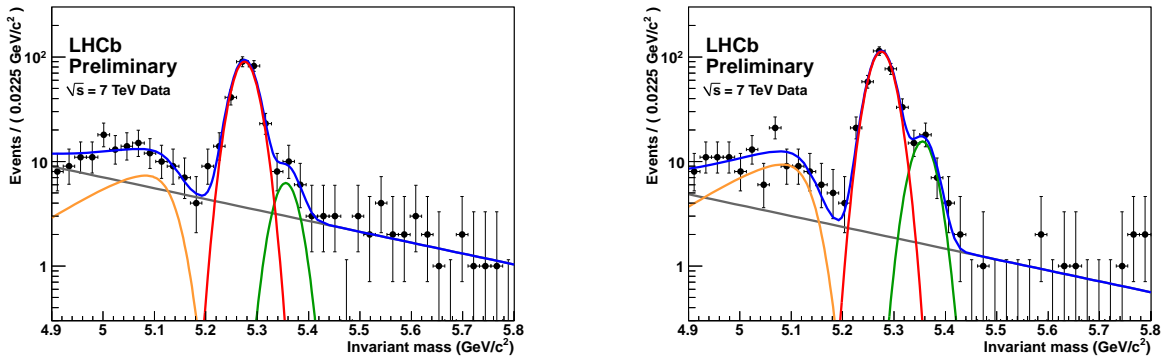 Events / ( 0.0225 GeV/c² )
10²
10
1
LHCb
Preliminary
√s = 7 TeV Data
4.9 5 5.1 5.2 5.3 5.4 5.5 5.6 5.7 5.8
Invariant mass (GeV/c²)
Events / ( 0.0225 GeV/c² )
10²
10
1
LHCb
Preliminary
√s = 7 TeV Data
4.9 5 5.1 5.2 5.3 5.4 5.5 5.6 5.7 5.8
Invariant mass (GeV/c²)